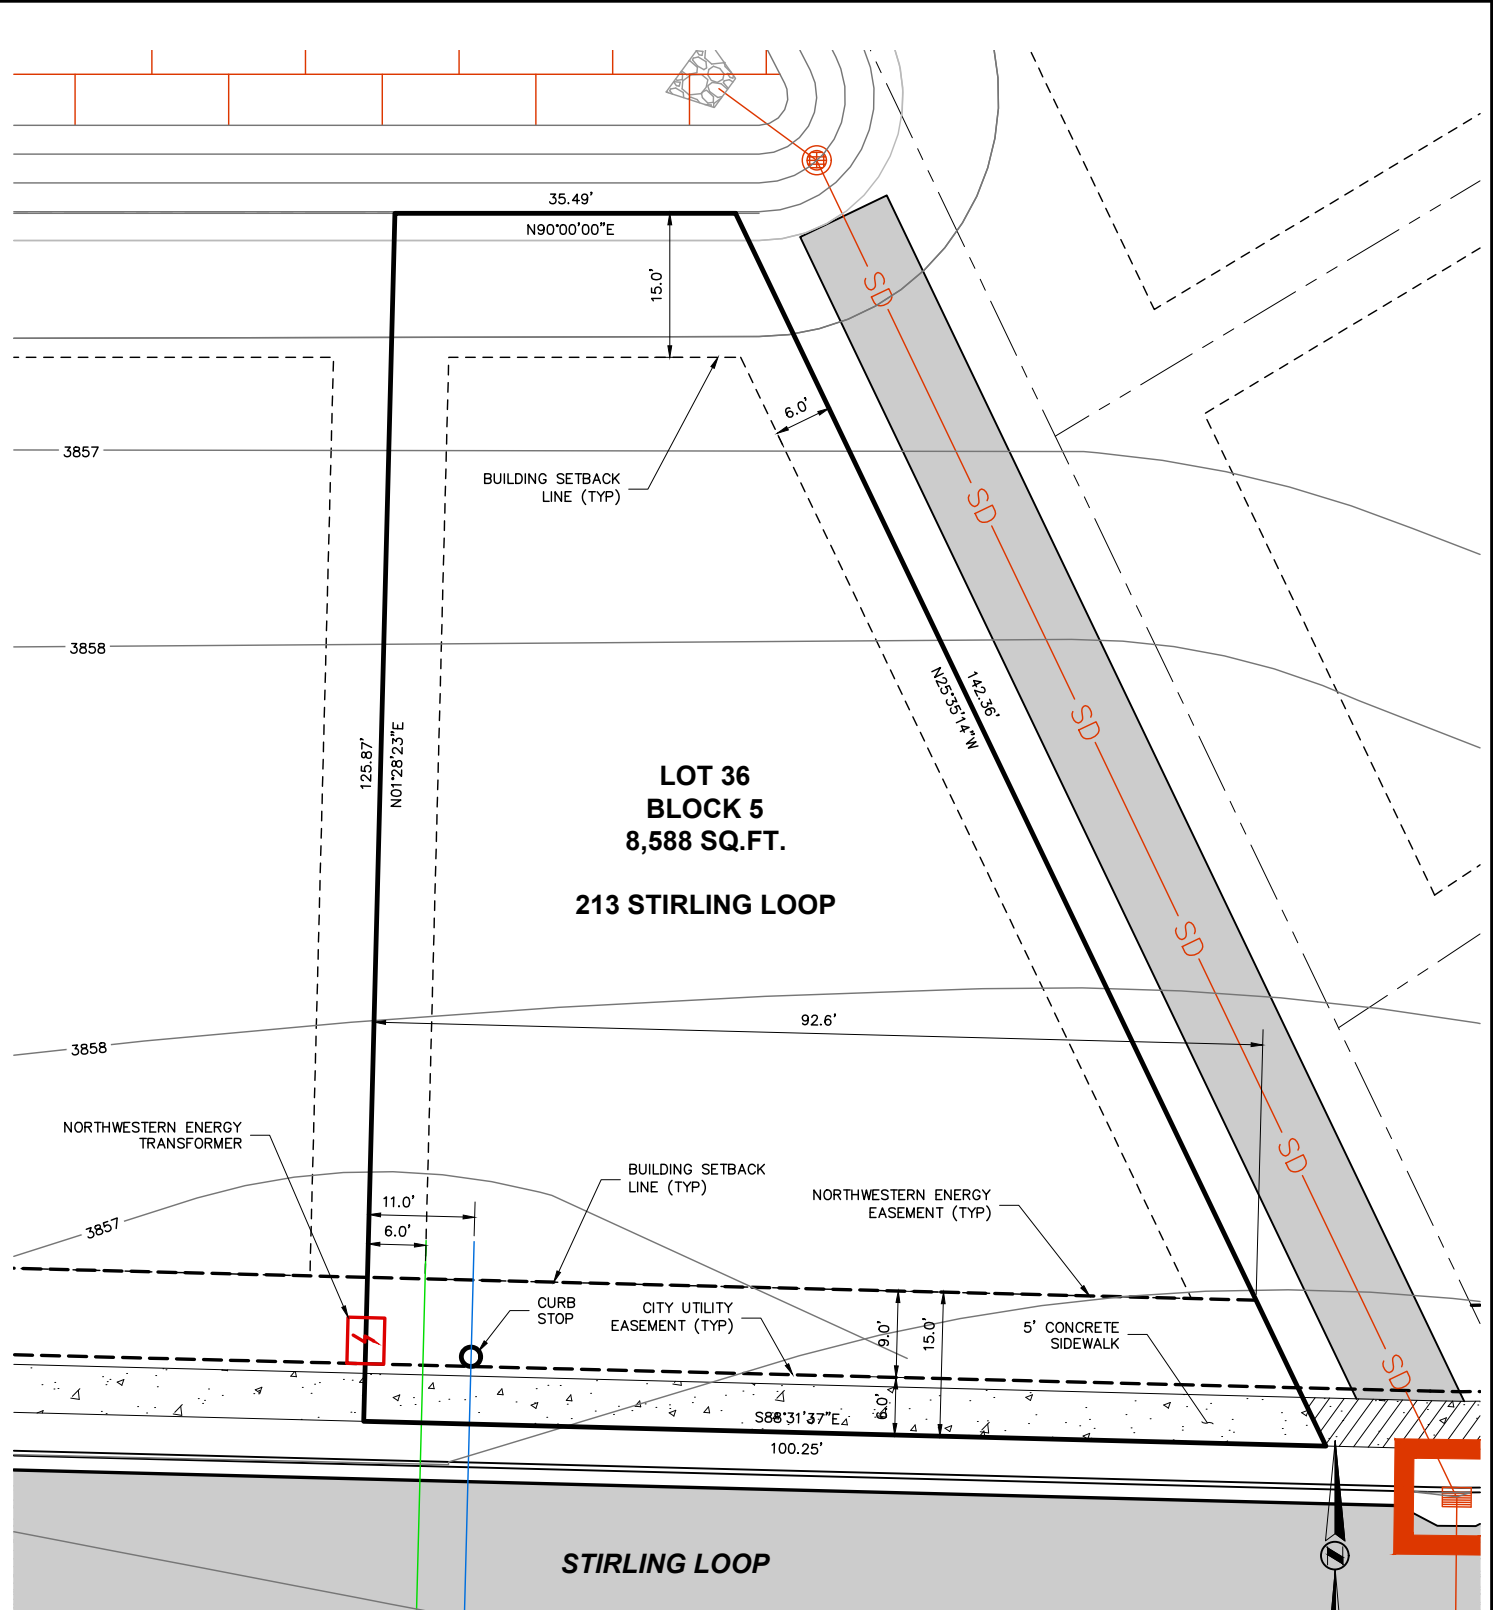 35.49'
N90°00'00"E
15.0'
SD
6.0'
3857
BUILDING SETBACK
LINE (TYP)
SD
3858
142.36'
N25°35'14"W
SD
125.87'
N01°28'23"E
LOT 36
BLOCK 5
8,588 SQ.FT.
213 STIRLING LOOP
SD
92.6'
3858
NORTHWESTERN ENERGY
TRANSFORMER
SD
BUILDING SETBACK
LINE (TYP)
NORTHWESTERN ENERGY
EASEMENT (TYP)
11.0'
3857
6.0'
CURB
STOP
CITY UTILITY
EASEMENT (TYP)
9.0'
15.0'
5' CONCRETE
SIDEWALK
SD
6.0'
S88°31'37"E
100.25'
STIRLING LOOP